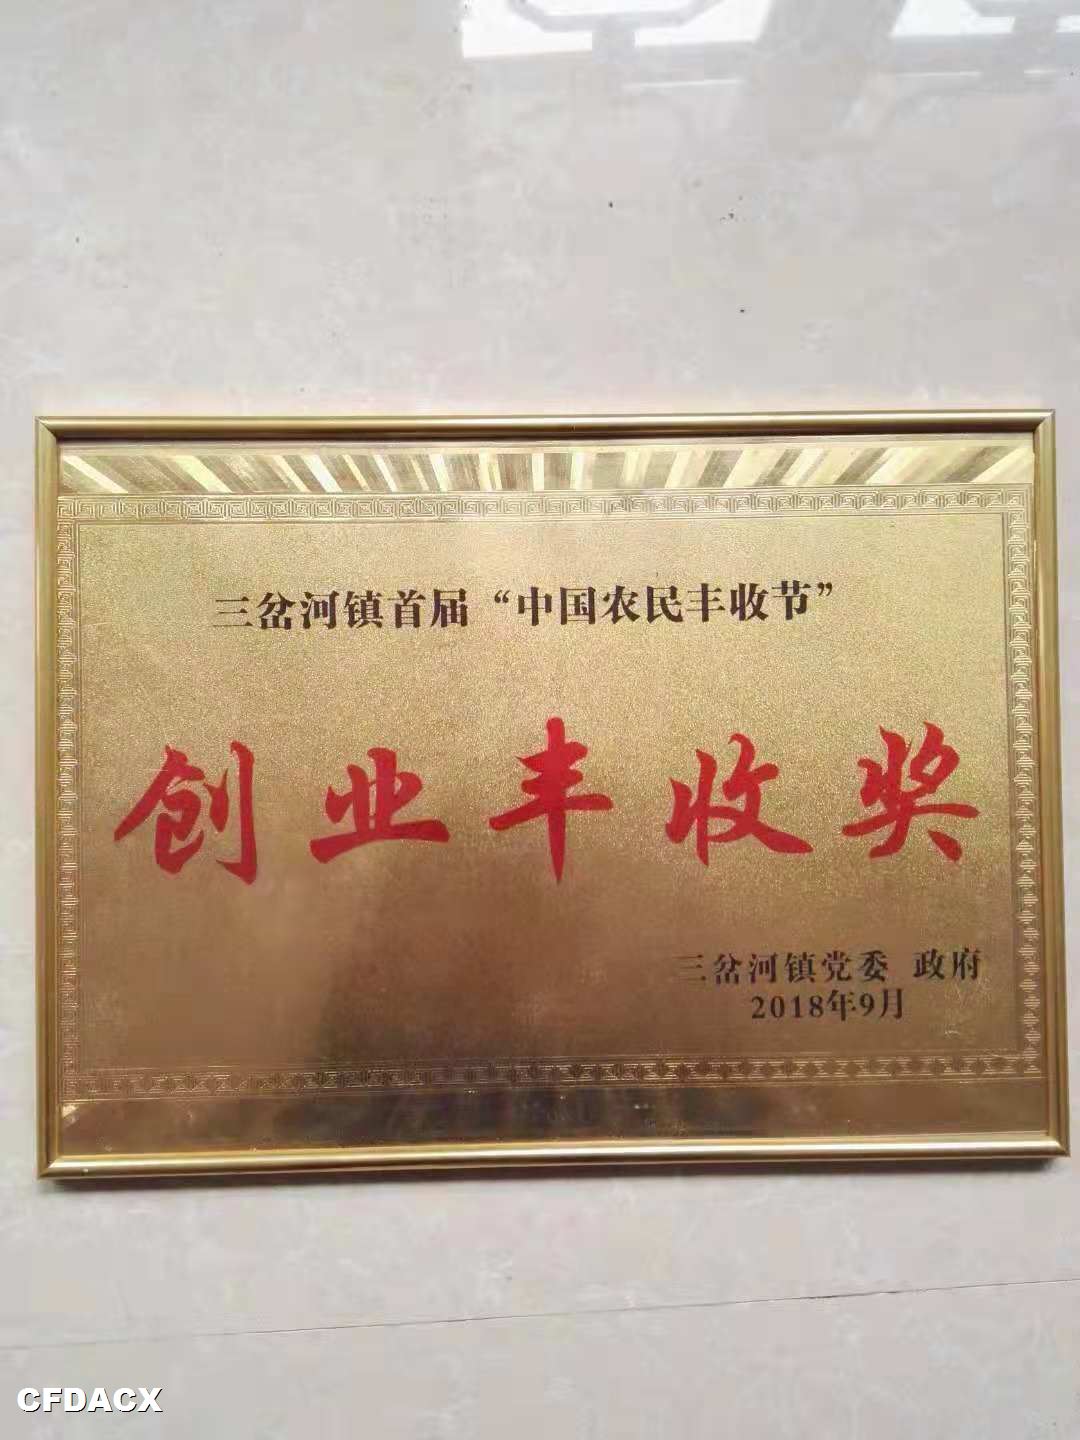 三岔河镇首届“中国农民丰收节”
创业丰收奖
三岔河镇党委 政府
2018年9月
CFDACX